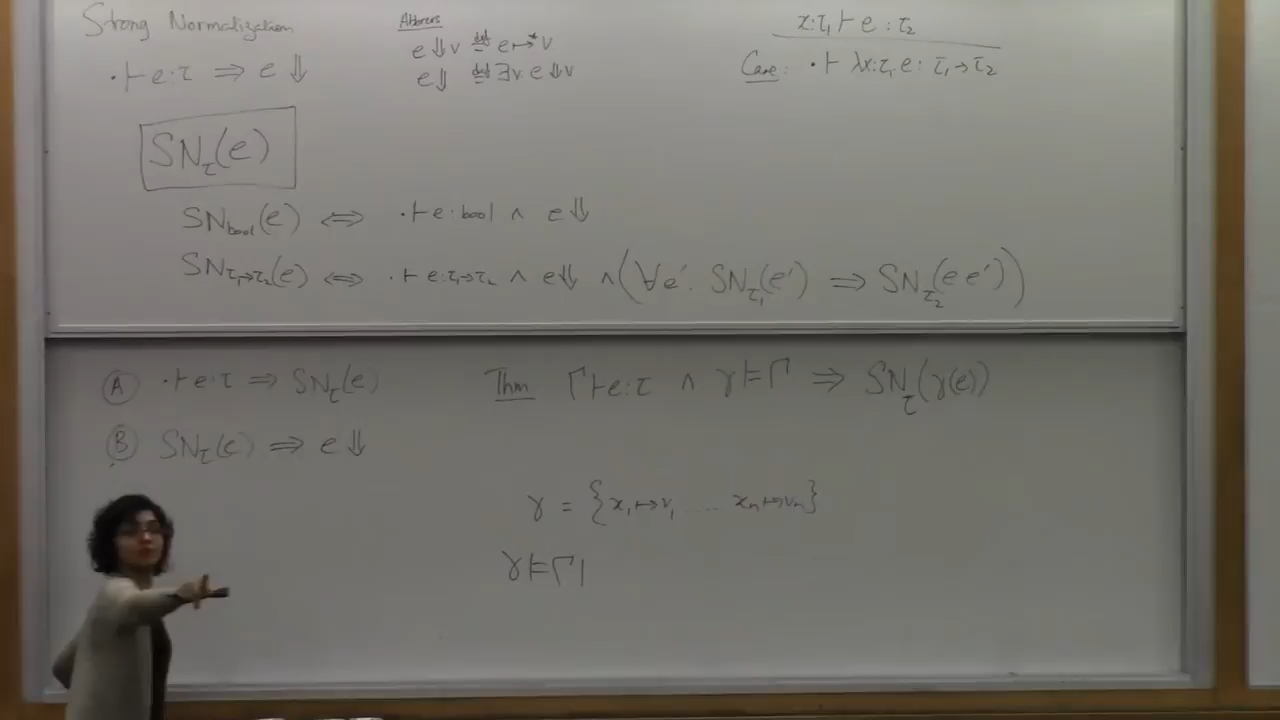 Strong Normalization
· ⊢ e : τ ⇒ e ⇓
Abbrevs
e ⇓ v ≝ e ↦* v
e ⇓ ≝ ∃v e ⇓ v
x:τ₁ ⊢ e : τ₂
Case: · ⊢ λx:τ₁ e : τ₁→τ₂
SN_τ(e)
SN_bool(e) ⇔ · ⊢ e : bool ∧ e ⇓
SN_τ₁→τ₂(e) ⇔ · ⊢ e : τ₁→τ₂ ∧ e ⇓ ∧ (∀e′. SN_τ₁(e′) ⇒ SN_τ₂(e e′))
Ⓐ · ⊢ e : τ ⇒ SN_τ(e)
Ⓑ SN_τ(e) ⇒ e ⇓
Thm Γ ⊢ e : τ ∧ γ ⊨ Γ ⇒ SN_τ(γ(e))
γ = {x₁ ↦ v₁ .... xₙ ↦ vₙ}
γ ⊨ Γ